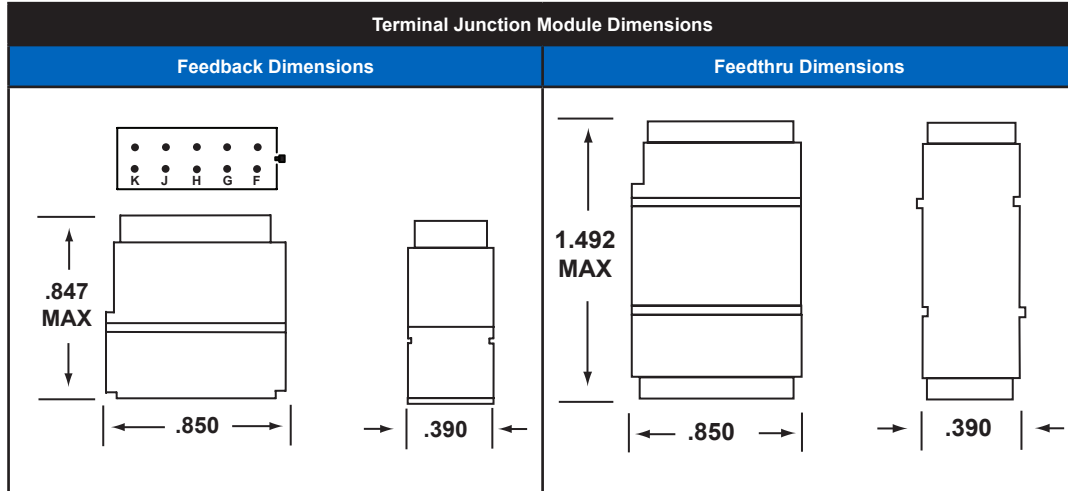 Terminal Junction Module Dimensions
Feedback Dimensions
Feedthru Dimensions
K J H G F
.847
MAX
.850
.390
1.492
MAX
.850
.390